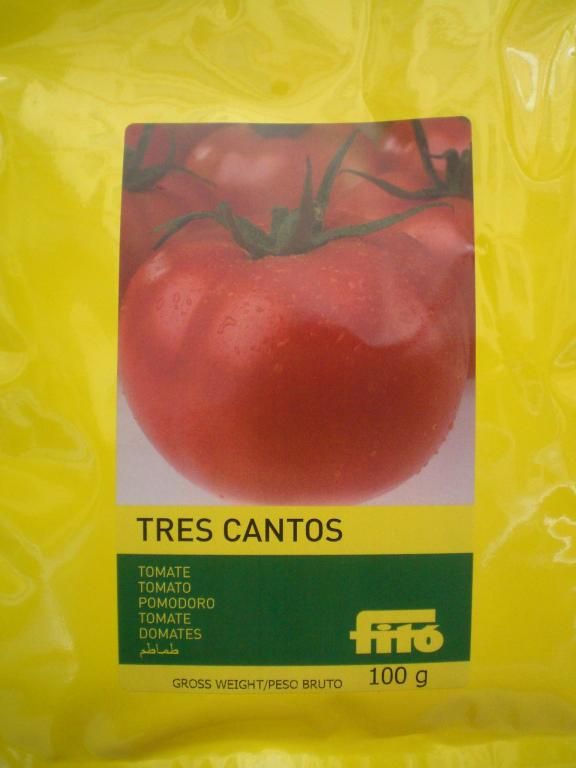 TRES CANTOS
TOMATE
TOMATO
POMODORO
TOMATE
DOMATES
طماطم
fitó
GROSS WEIGHT/PESO BRUTO 100 g